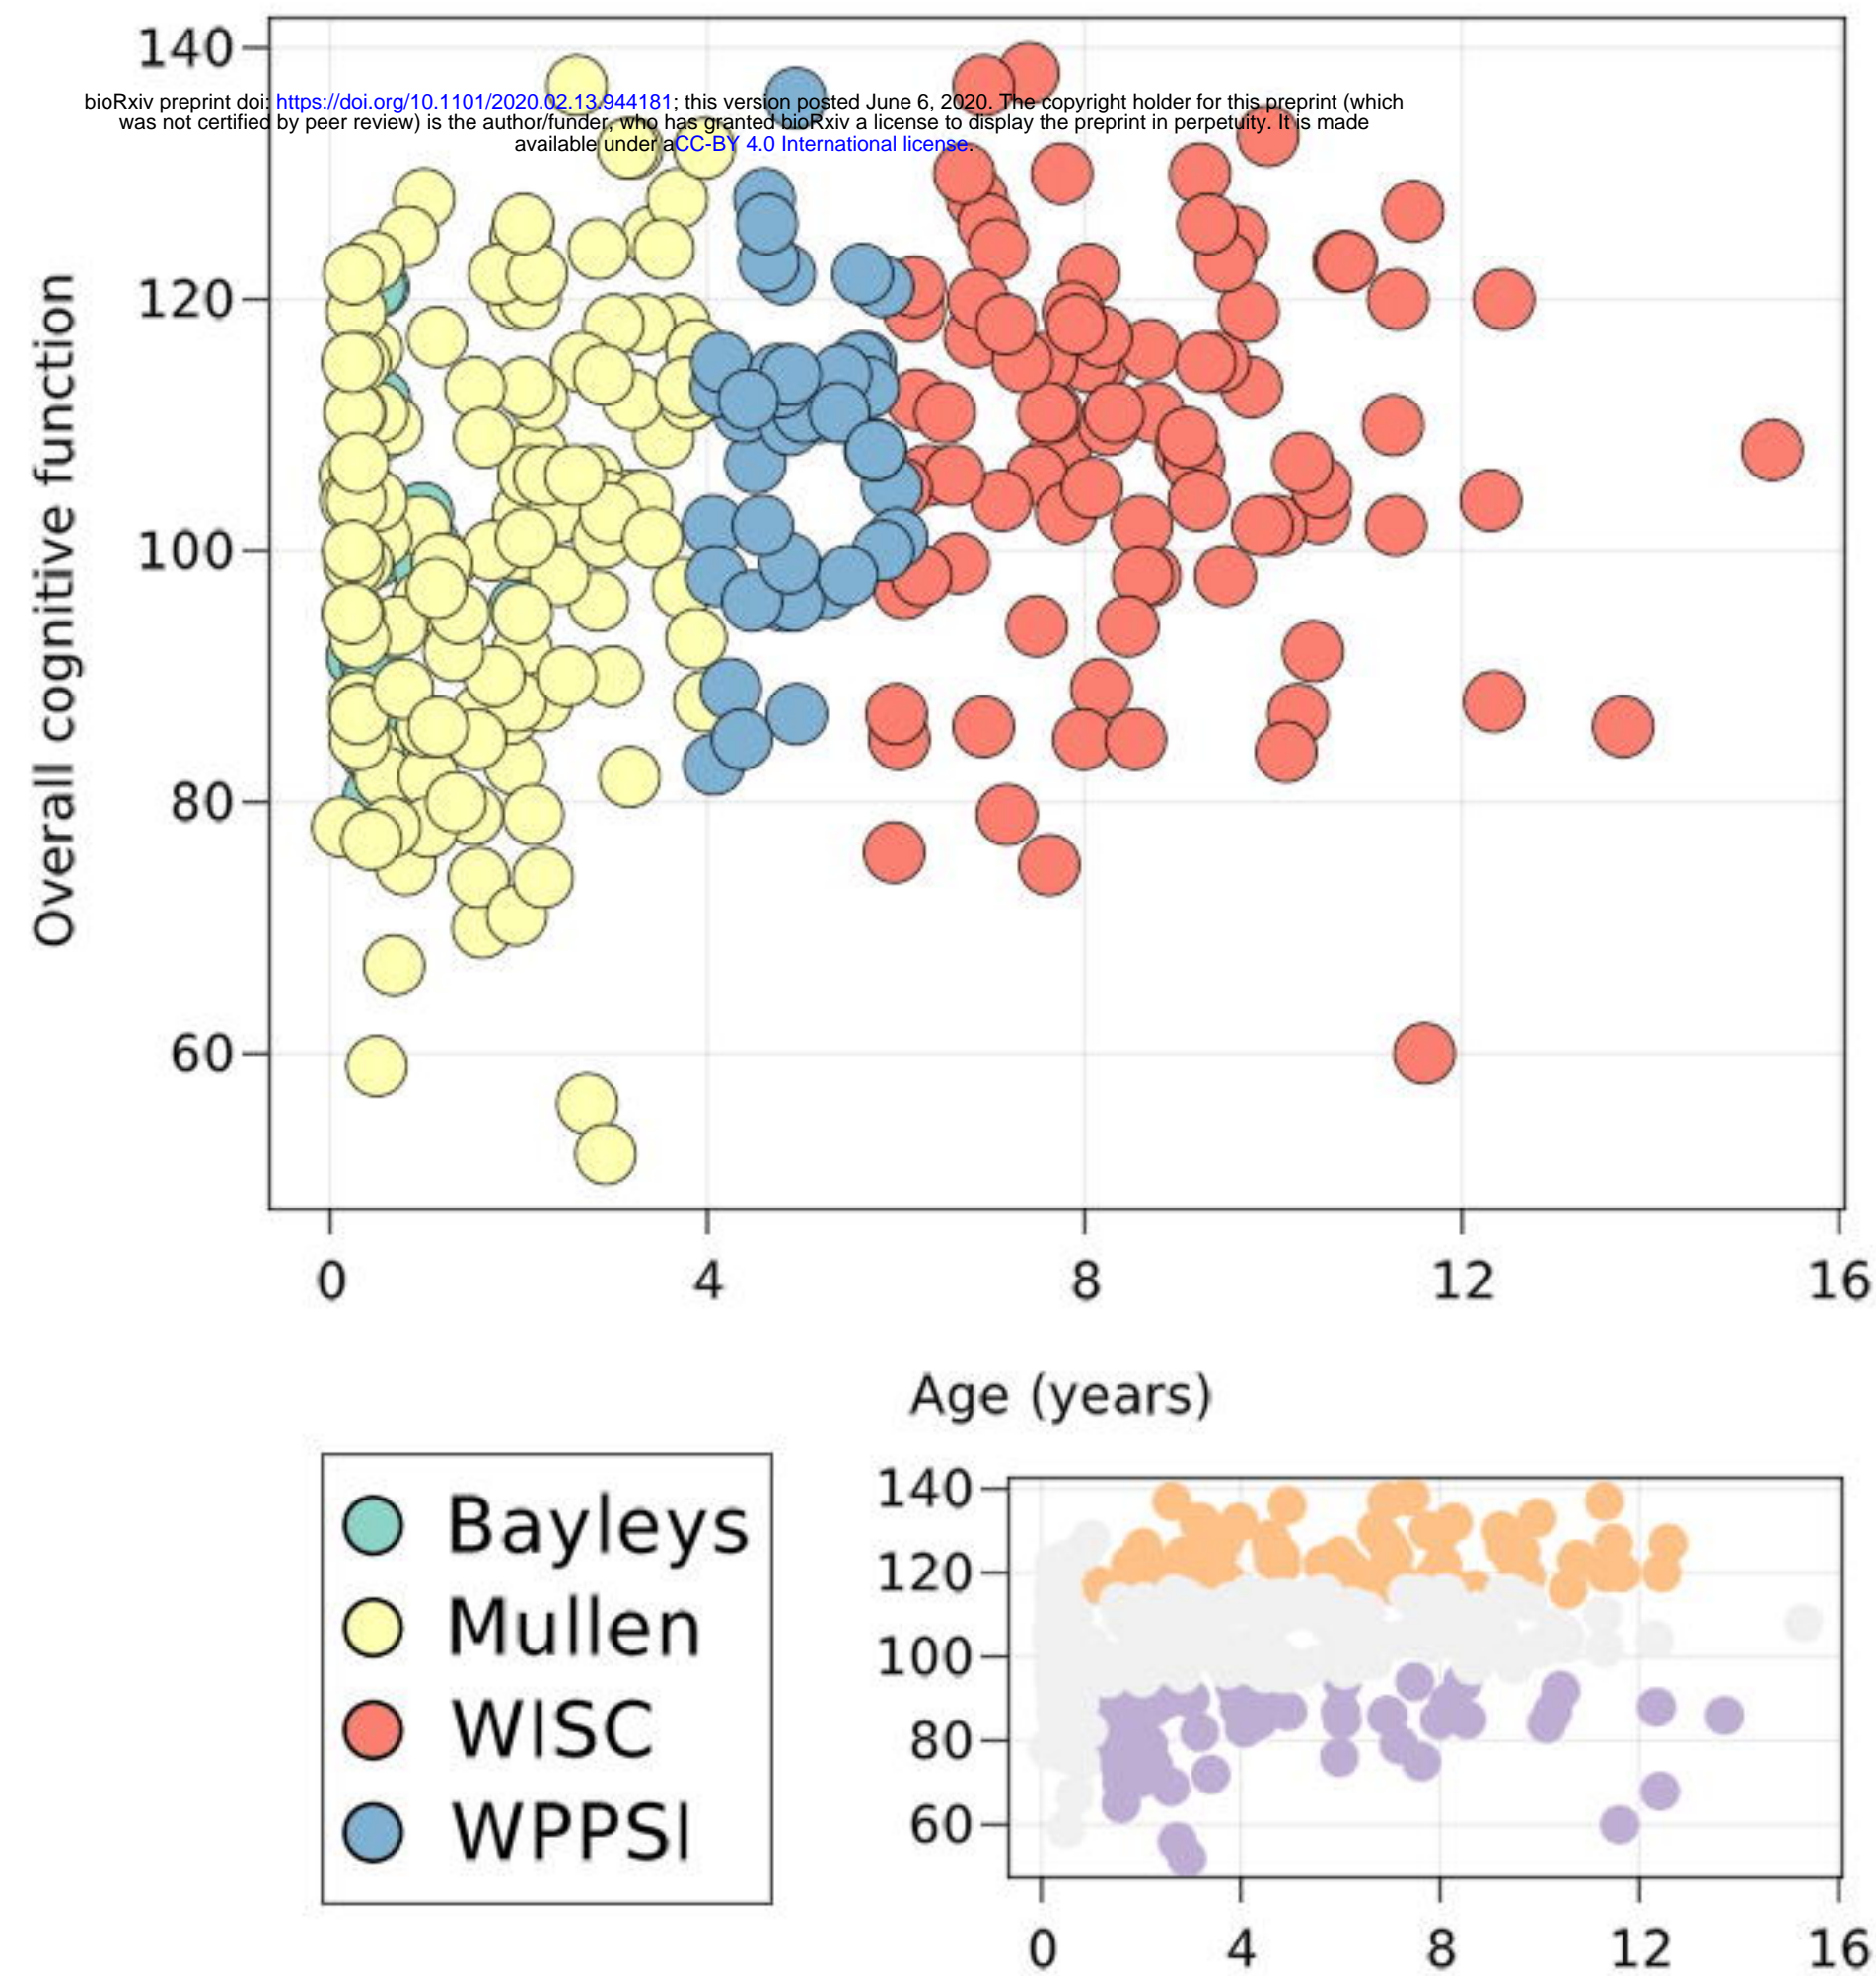 140
bioRxiv preprint doi: https://doi.org/10.1101/2020.02.13.944181; this version posted June 6, 2020. The copyright holder for this preprint (which
was not certified by peer review) is the author/funder, who has granted bioRxiv a license to display the preprint in perpetuity. It is made
available under aCC-BY 4.0 International license.
120
100
80
60
Overall cognitive function
0 4 8 12 16
Age (years)
Bayleys
Mullen
WISC
WPPSI
140
120
100
80
60
0 4 8 12 16